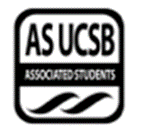 AS UCSB
ASSOCIATED STUDENTS